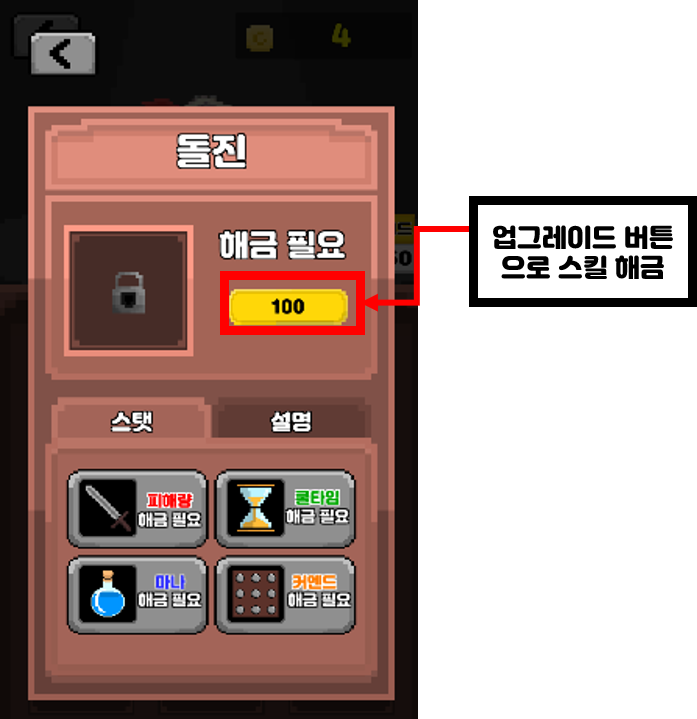 4
돌진
해금 필요
100
업그레이드 버튼
으로 스킬 해금
스탯
설명
피해량
해금 필요
쿨타임
해금 필요
마나
해금 필요
커맨드
해금 필요